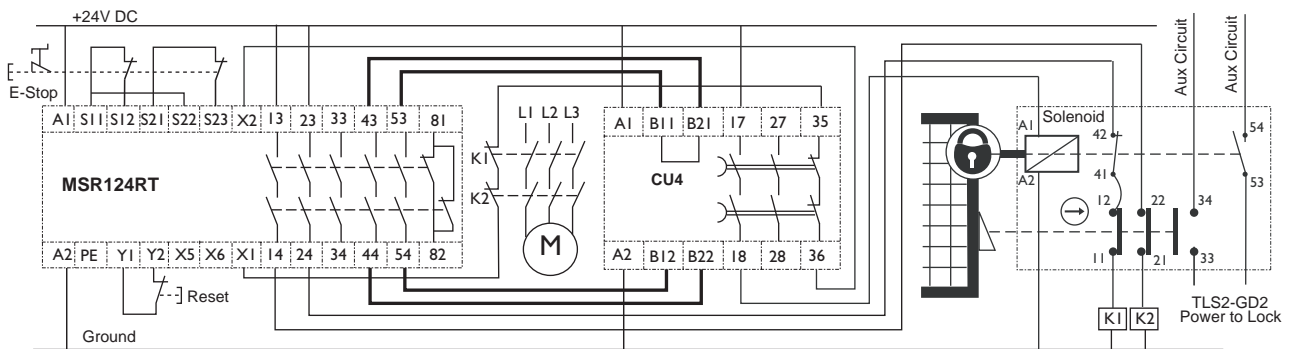 +24V DC
E-Stop
A1 S11 S12 S21 S22 S23 X2 13 23 33 43 53 81
MSR124RT
A2 PE Y1 Y2 X5 X6 X1 14 24 34 44 54 82
Reset
Ground
L1 L2 L3
K1
K2
M
A1 B11 B21 17 27 35
CU4
A2 B12 B22 18 28 36
Aux Circuit
Aux Circuit
Solenoid
A1
A2
42
41
54
53
12 22 34
11 21 33
K1 K2
TLS2-GD2
Power to Lock